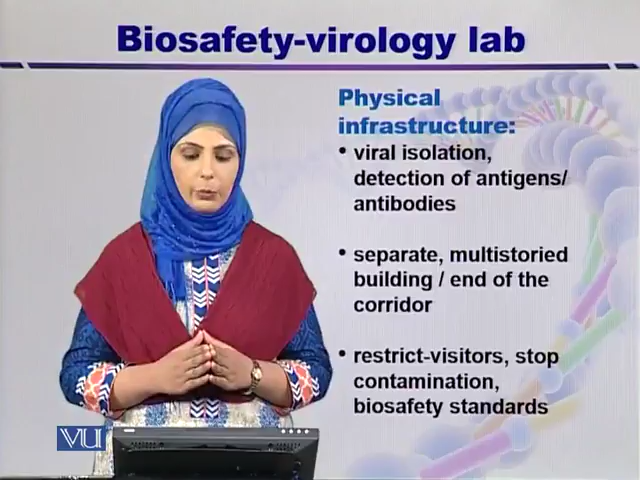 Biosafety-virology lab
Physical
infrastructure:
• viral isolation,
detection of antigens/
antibodies
• separate, multistoried
building / end of the
corridor
• restrict-visitors, stop
contamination,
biosafety standards
VU